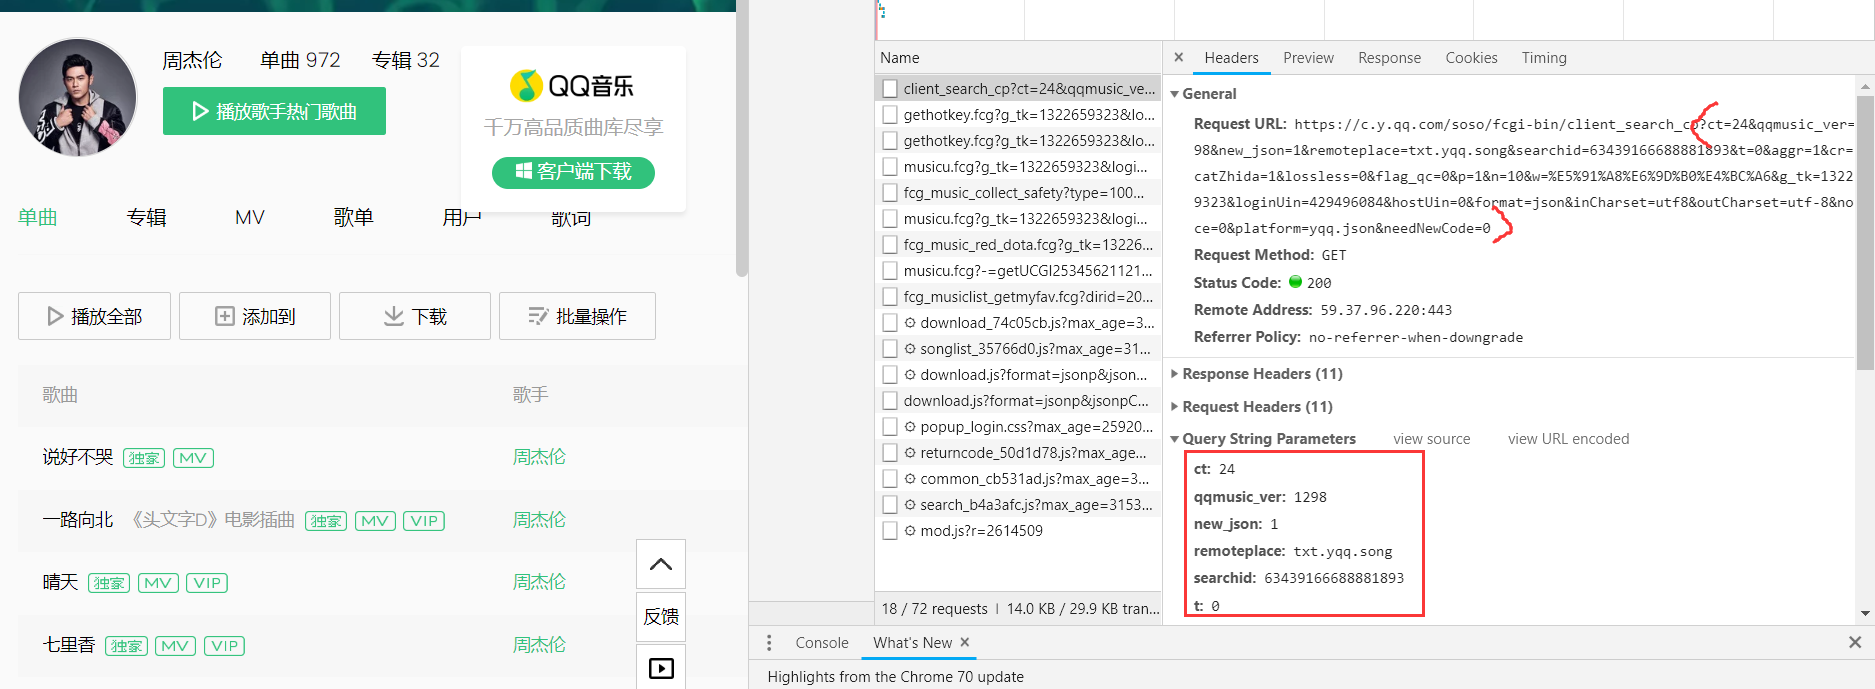 周杰伦 单曲 972 专辑 32
播放歌手热门歌曲
QQ音乐
千万高品质曲库尽享
客户端下载
单曲 专辑 MV 歌单 用户 歌词
播放全部 添加到 下载 批量操作
歌曲 歌手
说好不哭 独家 MV 周杰伦
一路向北 《头文字D》电影插曲 独家 MV VIP 周杰伦
晴天 独家 MV VIP 周杰伦
七里香 独家 MV VIP 周杰伦
反馈
Name
client_search_cp?ct=24&qqmusic_ve...
gethotkey.fcg?g_tk=1322659323&lo...
gethotkey.fcg?g_tk=1322659323&lo...
musicu.fcg?g_tk=1322659323&logi...
fcg_music_collect_safety?type=100...
musicu.fcg?g_tk=1322659323&logi...
fcg_music_red_dota.fcg?g_tk=13226...
musicu.fcg?-=getUCGI25345621121...
fcg_musiclist_getmyfav.fcg?dirid=20...
download_74c05cb.js?max_age=3...
songlist_35766d0.js?max_age=31...
download.js?format=jsonp&json...
download.js?format=jsonp&jsonpC...
popup_login.css?max_age=25920...
returncode_50d1d78.js?max_age...
common_cb531ad.js?max_age=3...
search_b4a3afc.js?max_age=3153...
mod.js?r=2614509
18 / 72 requests | 14.0 KB / 29.9 KB tran...
Headers Preview Response Cookies Timing
General
Request URL: https://c.y.qq.com/soso/fcgi-bin/client_search_cp?ct=24&qqmusic_ver=
98&new_json=1&remoteplace=txt.yqq.song&searchid=63439166688881893&t=0&aggr=1&cr=
catZhida=1&lossless=0&flag_qc=0&p=1&n=10&w=%E5%91%A8%E6%9D%B0%E4%BC%A6&g_tk=1322
9323&loginUin=429496084&hostUin=0&format=json&inCharset=utf8&outCharset=utf-8&no
ce=0&platform=yqq.json&needNewCode=0
Request Method: GET
Status Code: 200
Remote Address: 59.37.96.220:443
Referrer Policy: no-referrer-when-downgrade
Response Headers (11)
Request Headers (11)
Query String Parameters view source view URL encoded
ct: 24
qqmusic_ver: 1298
new_json: 1
remoteplace: txt.yqq.song
searchid: 63439166688881893
t: 0
Console What's New
Highlights from the Chrome 70 update